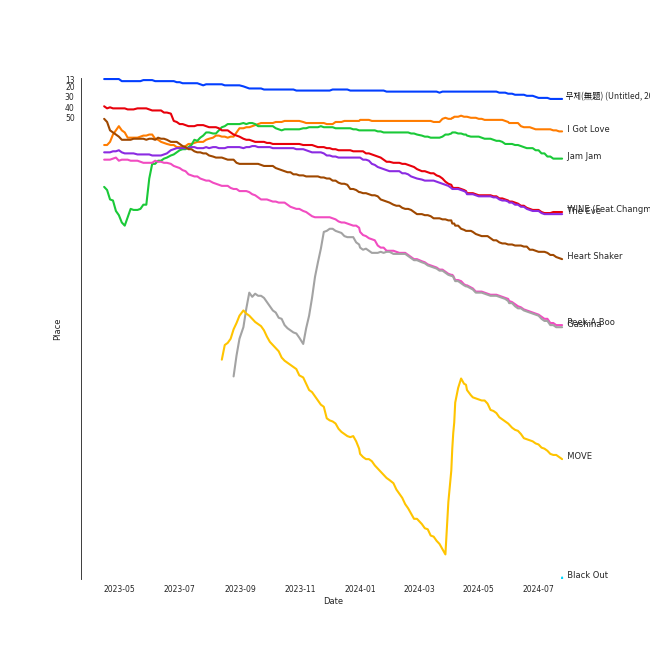 13
20
30
40
50
무제(無題) (Untitled, 20
I Got Love
Jam Jam
WINE (Feat.Changm
The Eve
Heart Shaker
Peek-A-Boo
Gashina
MOVE
Black Out
Place
2023-05
2023-07
2023-09
2023-11
2024-01
2024-03
2024-05
2024-07
Date